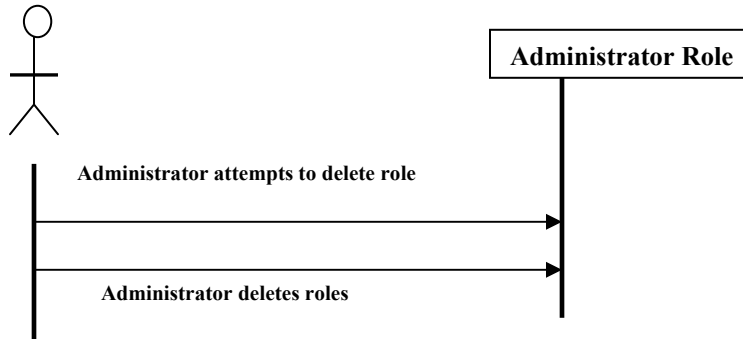 Administrator Role
Administrator attempts to delete role
Administrator deletes roles